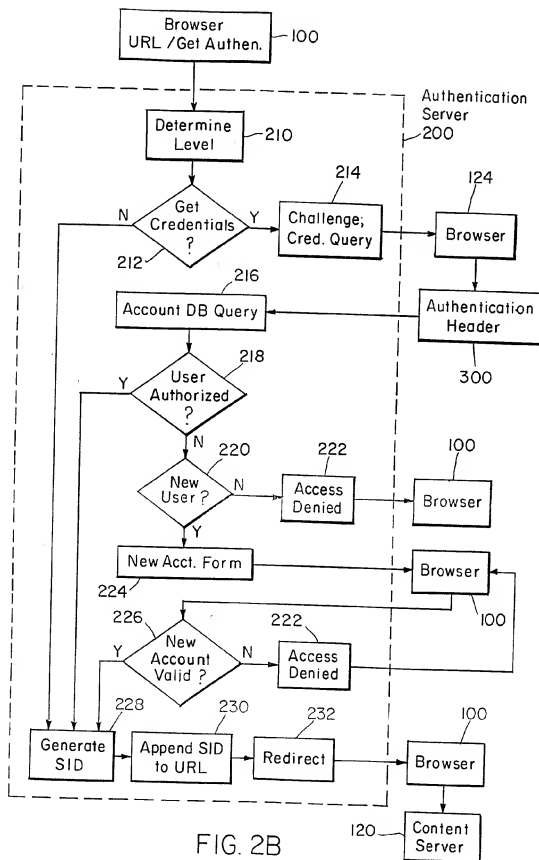 Browser
URL /Get Authen.
100
Authentication
Server
200
Determine
Level
210
Get
Credentials
?
N
Y
212
214
Challenge;
Cred. Query
124
Browser
216
Account DB Query
Authentication
Header
300
218
User
Authorized
?
Y
N
220
New
User ?
N
Y
222
Access
Denied
100
Browser
New Acct. Form
224
Browser
100
226
New
Account
Valid ?
Y
N
222
Access
Denied
228
Generate
SID
230
Append SID
to URL
232
Redirect
100
Browser
120
Content
Server
FIG. 2B